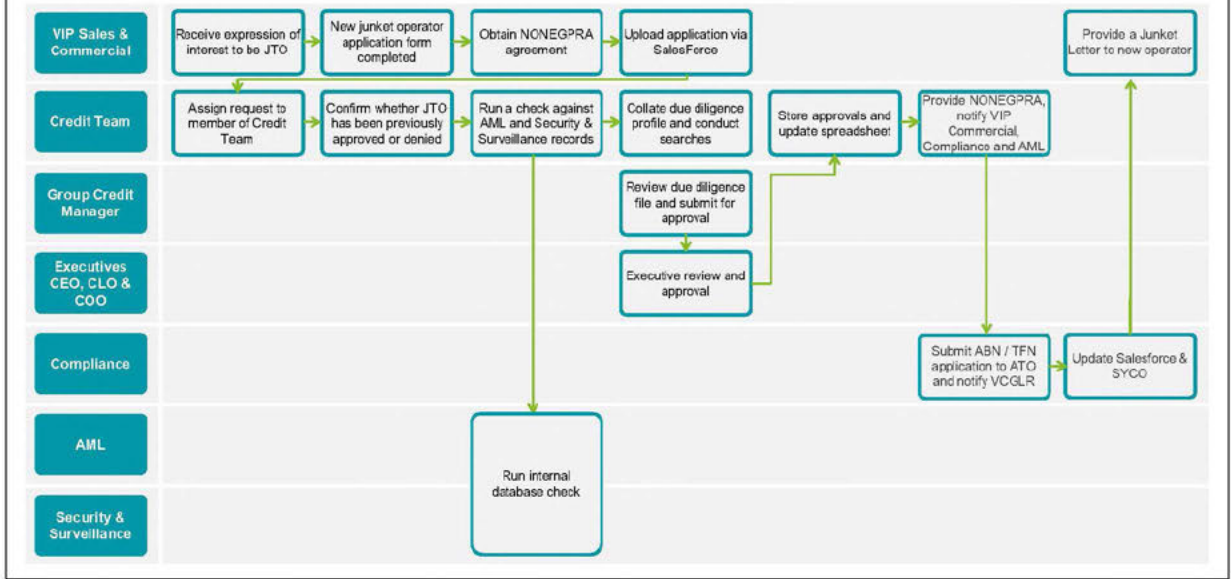 VIP Sales &
Commercial
Receive expression of
interest to be JTO
New junket operator
application form
completed
Obtain NONEGPRA
agreement
Upload application via
SalesForce
Provide a Junket
Letter to new operator
Credit Team
Assign request to
member of Credit
Team
Confirm whether JTO
has been previously
approved or denied
Run a check against
AML and Security &
Surveillance records
Collate due diligence
profile and conduct
searches
Store approvals and
update spreadsheet
Provide NONEGPRA,
notify VIP
Commercial,
Compliance and AML
Group Credit
Manager
Review due diligence
file and submit for
approval
Executives
CEO, CLO &
COO
Executive review and
approval
Compliance
Submit ABN / TFN
application to ATO
and notify VCGLR
Update Salesforce &
SYCO
AML
Run internal
database check
Security &
Surveillance